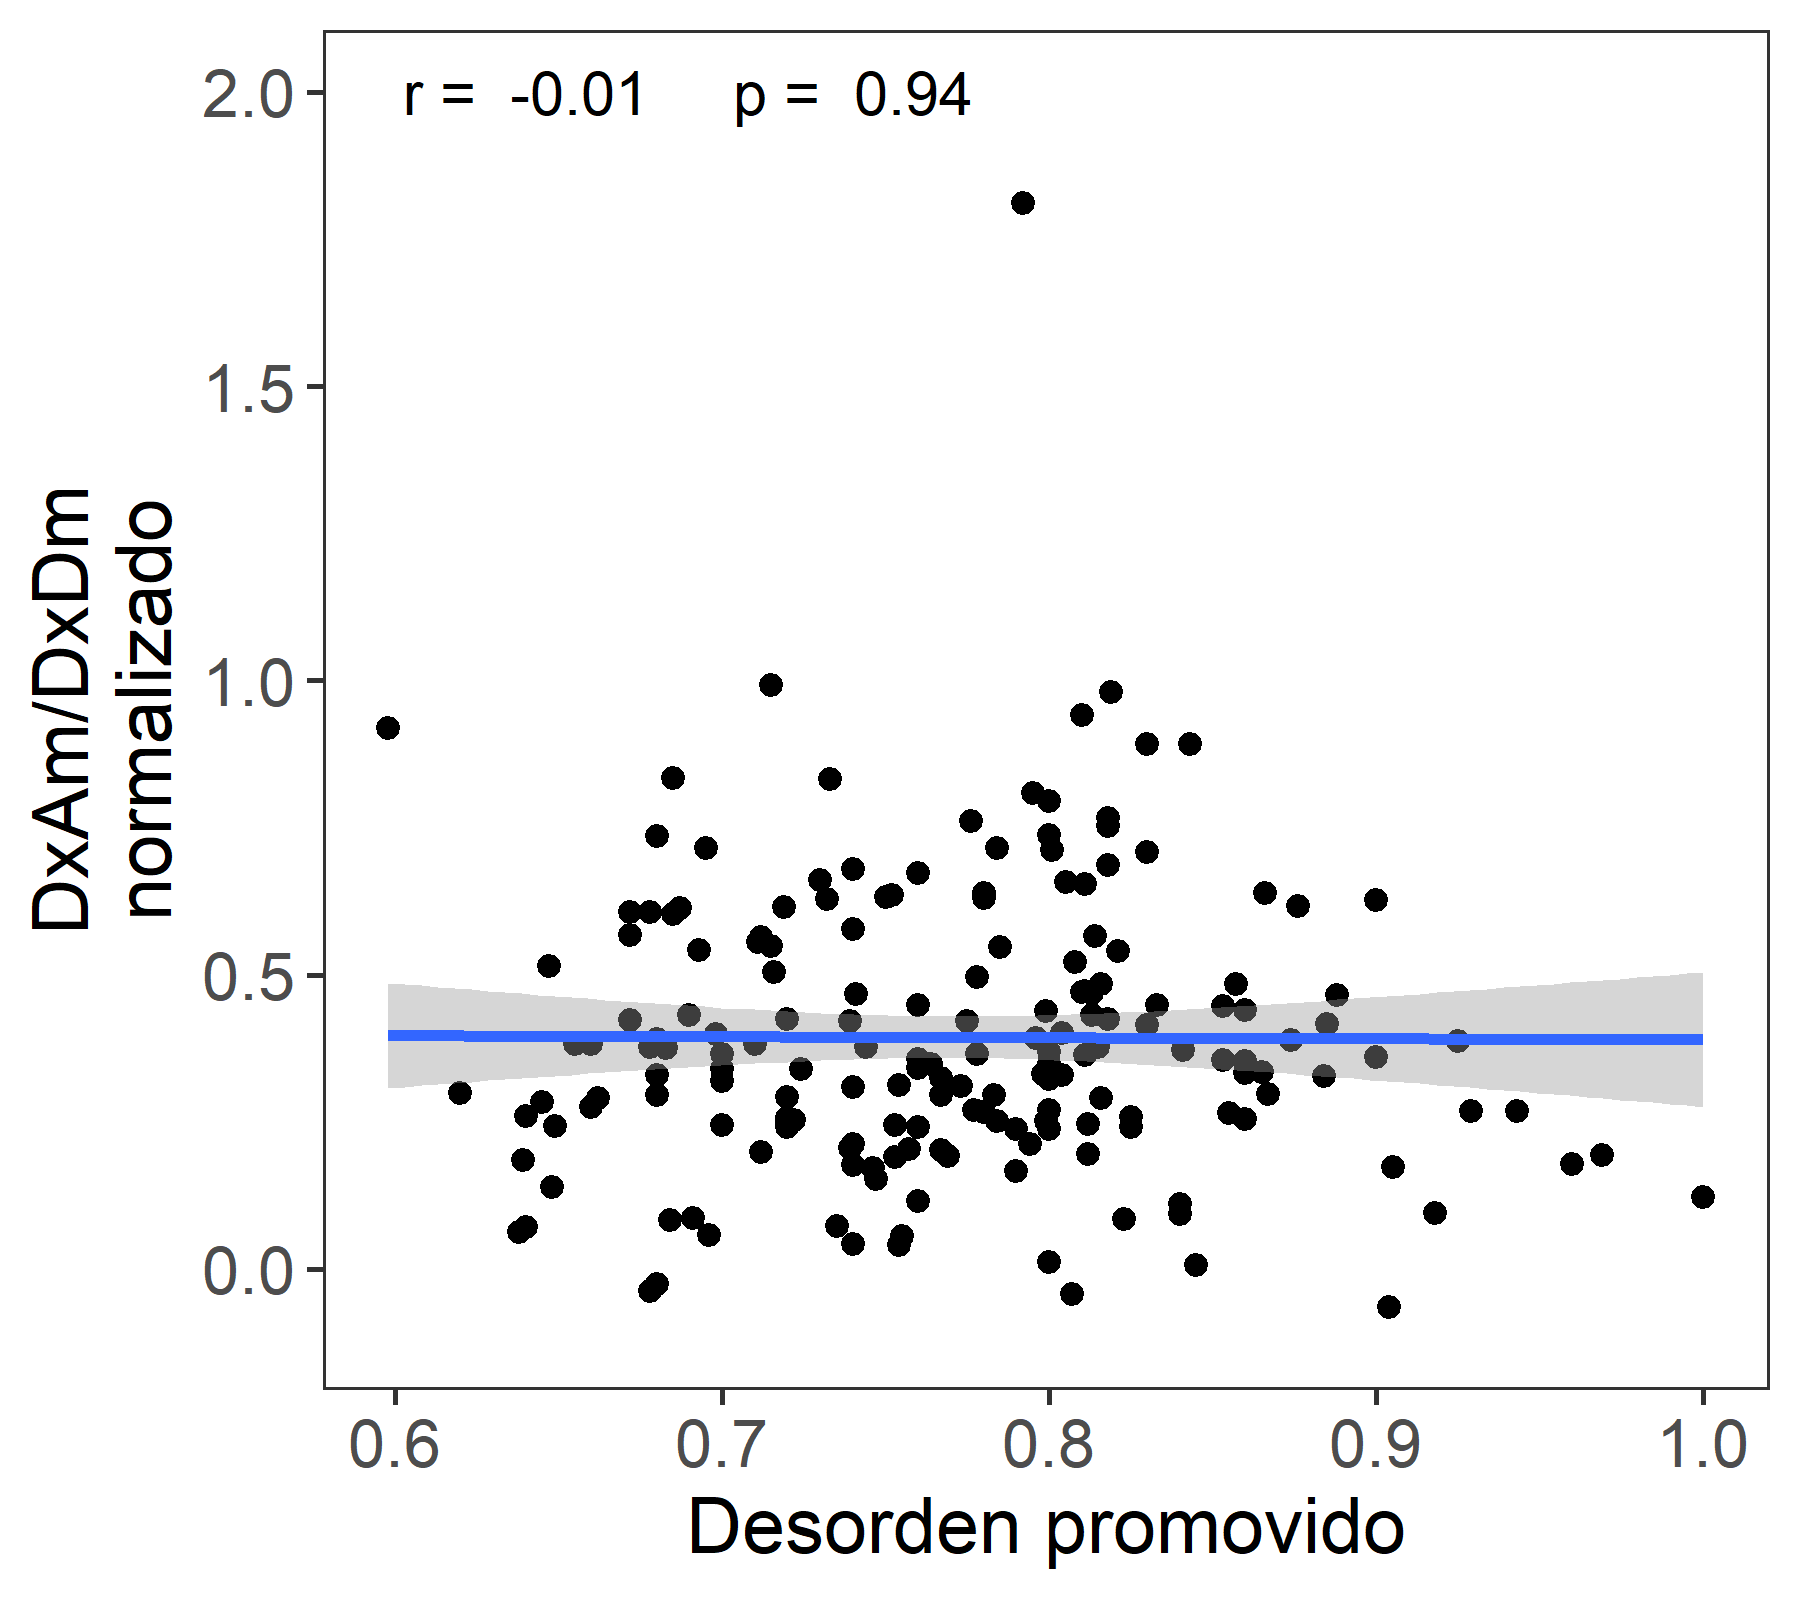 r = -0.01 p = 0.94
2.0
1.5
1.0
0.5
0.0
DxAm/DxDm
normalizado
0.6 0.7 0.8 0.9 1.0
Desorden promovido